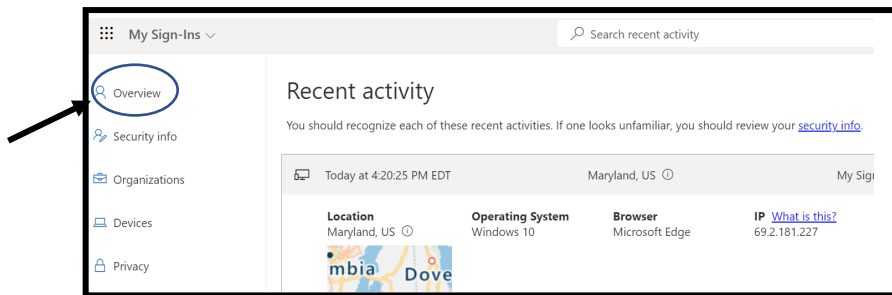 My Sign-Ins
Search recent activity
Overview
Security info
Organizations
Devices
Privacy
Recent activity
You should recognize each of these recent activities. If one looks unfamiliar, you should review your security info.
Today at 4:20:25 PM EDT Maryland, US My Sig
Location Operating System Browser IP What is this?
Maryland, US Windows 10 Microsoft Edge 69.2.181.227
mbia Dove